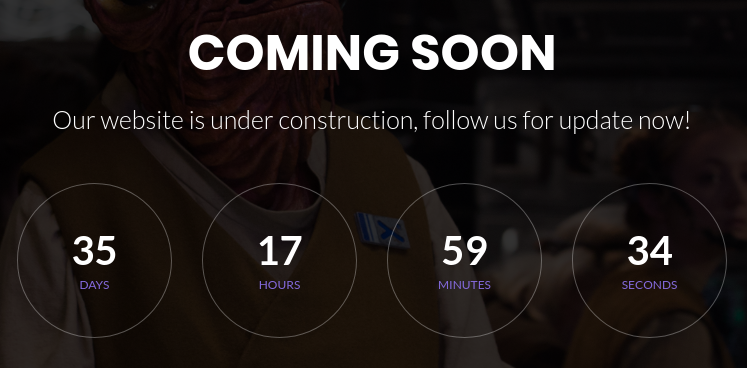 COMING SOON
Our website is under construction, follow us for update now!
35 17 59 34
DAYS HOURS MINUTES SECONDS